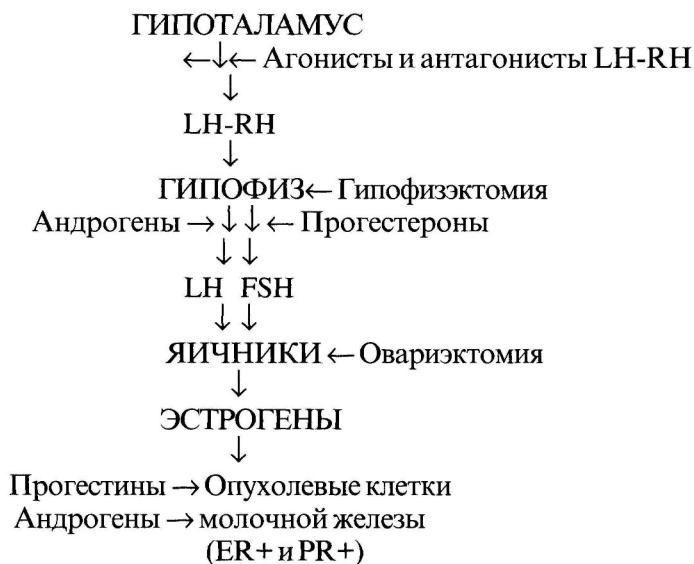 ГИПОТАЛАМУС
←↓← Агонисты и антагонисты LH-RH
↓
LH-RH
↓
ГИПОФИЗ← Гипофизэктомия
Андрогены →↓↓← Прогестероны
↓↓
LH FSH
↓↓
ЯИЧНИКИ ← Овариэктомия
↓
ЭСТРОГЕНЫ
↓
Прогестины → Опухолевые клетки
Андрогены → молочной железы
(ER+ и PR+)